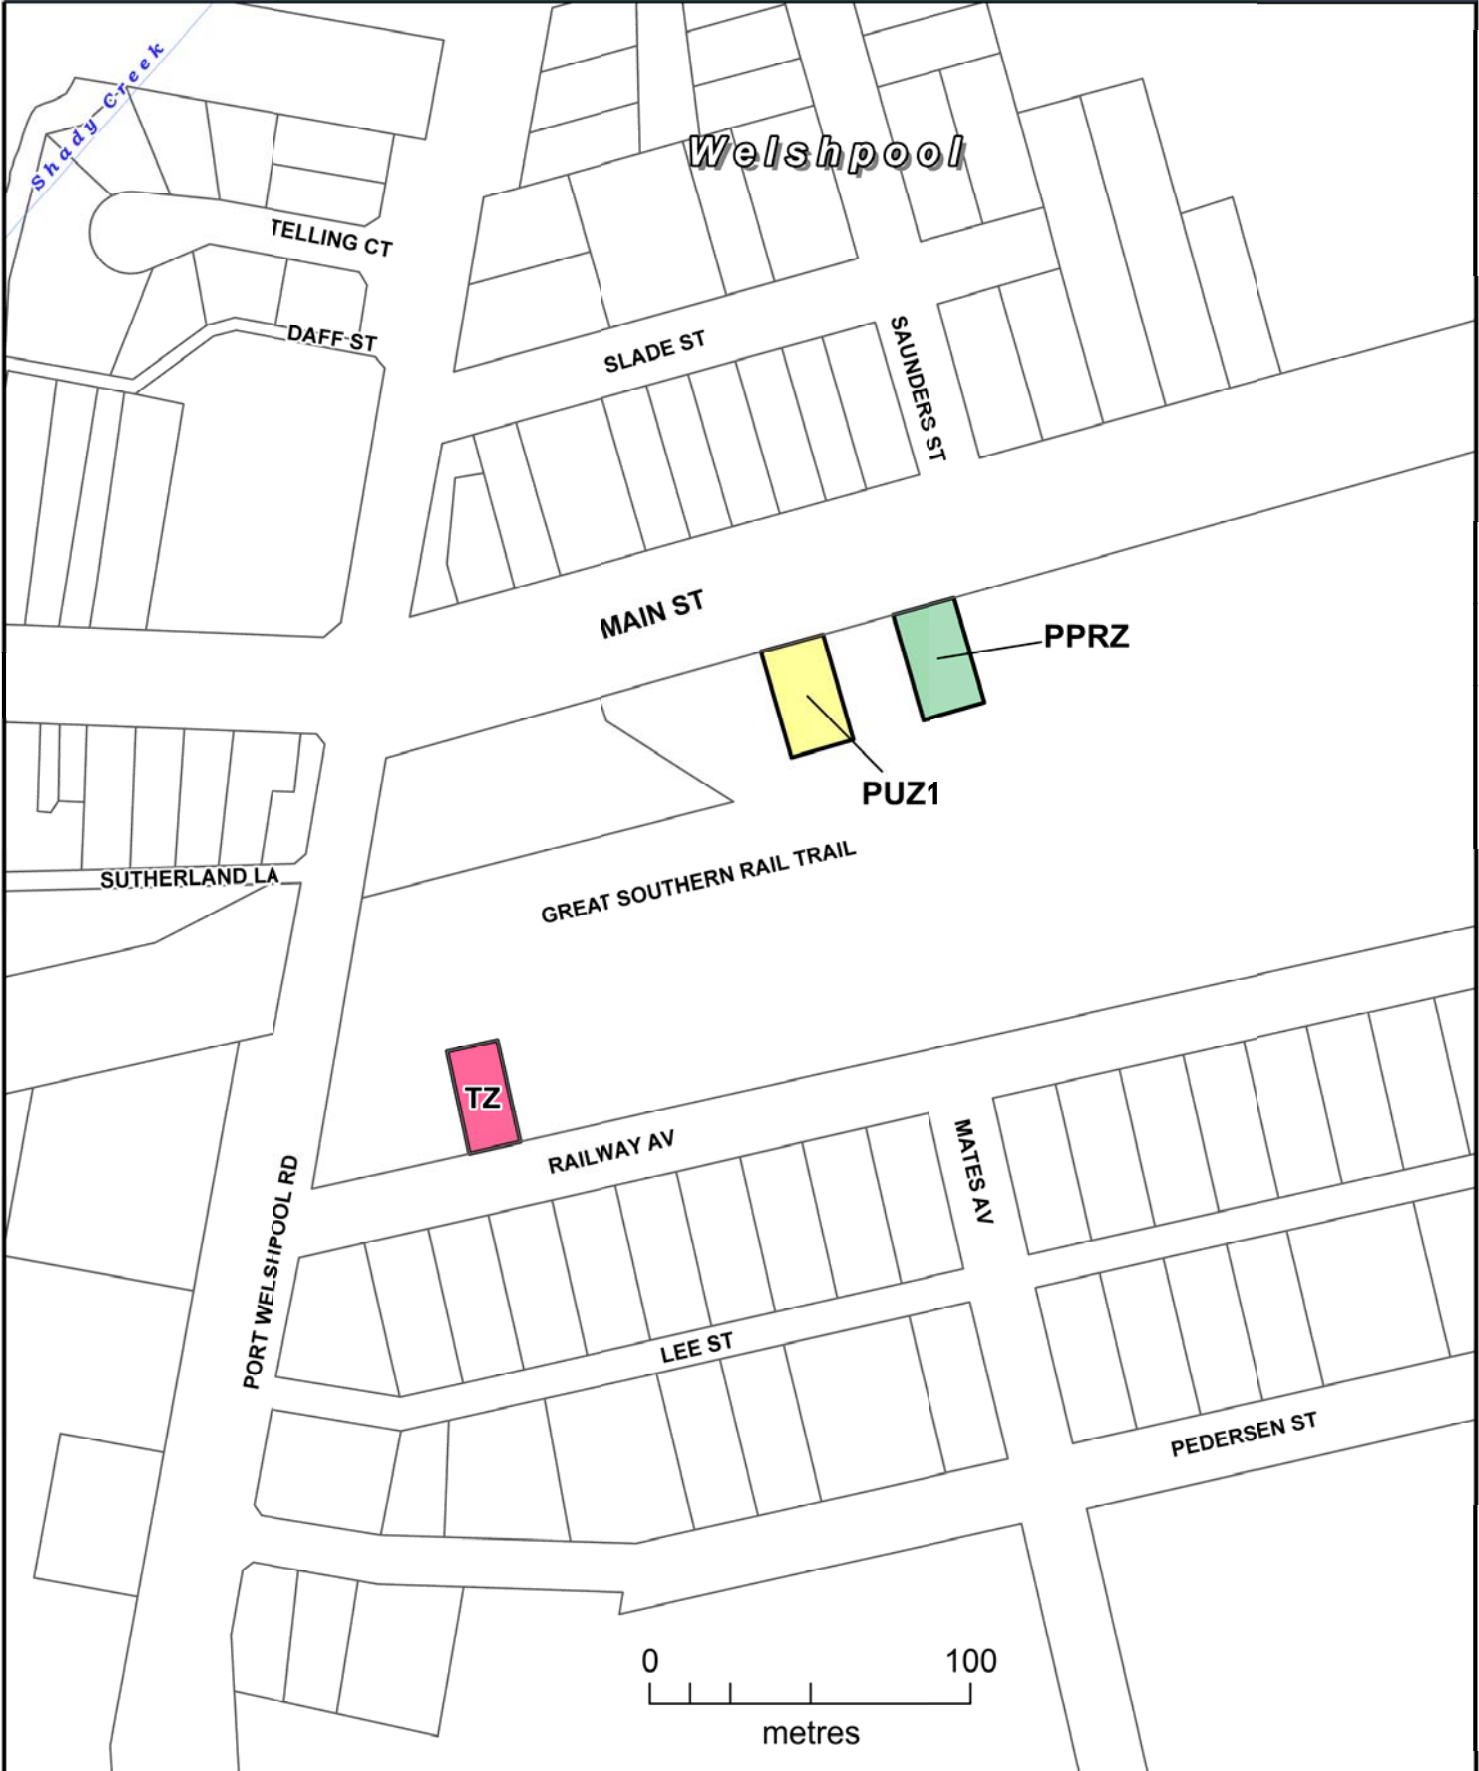 Shady Creek
Welshpool
TELLING CT
DAFF ST
SLADE ST
SAUNDERS ST
MAIN ST
PPRZ
PUZ1
SUTHERLAND LA
GREAT SOUTHERN RAIL TRAIL
TZ
RAILWAY AV
MATES AV
PORT WELSHPOOL RD
LEE ST
PEDERSEN ST
0 100
metres